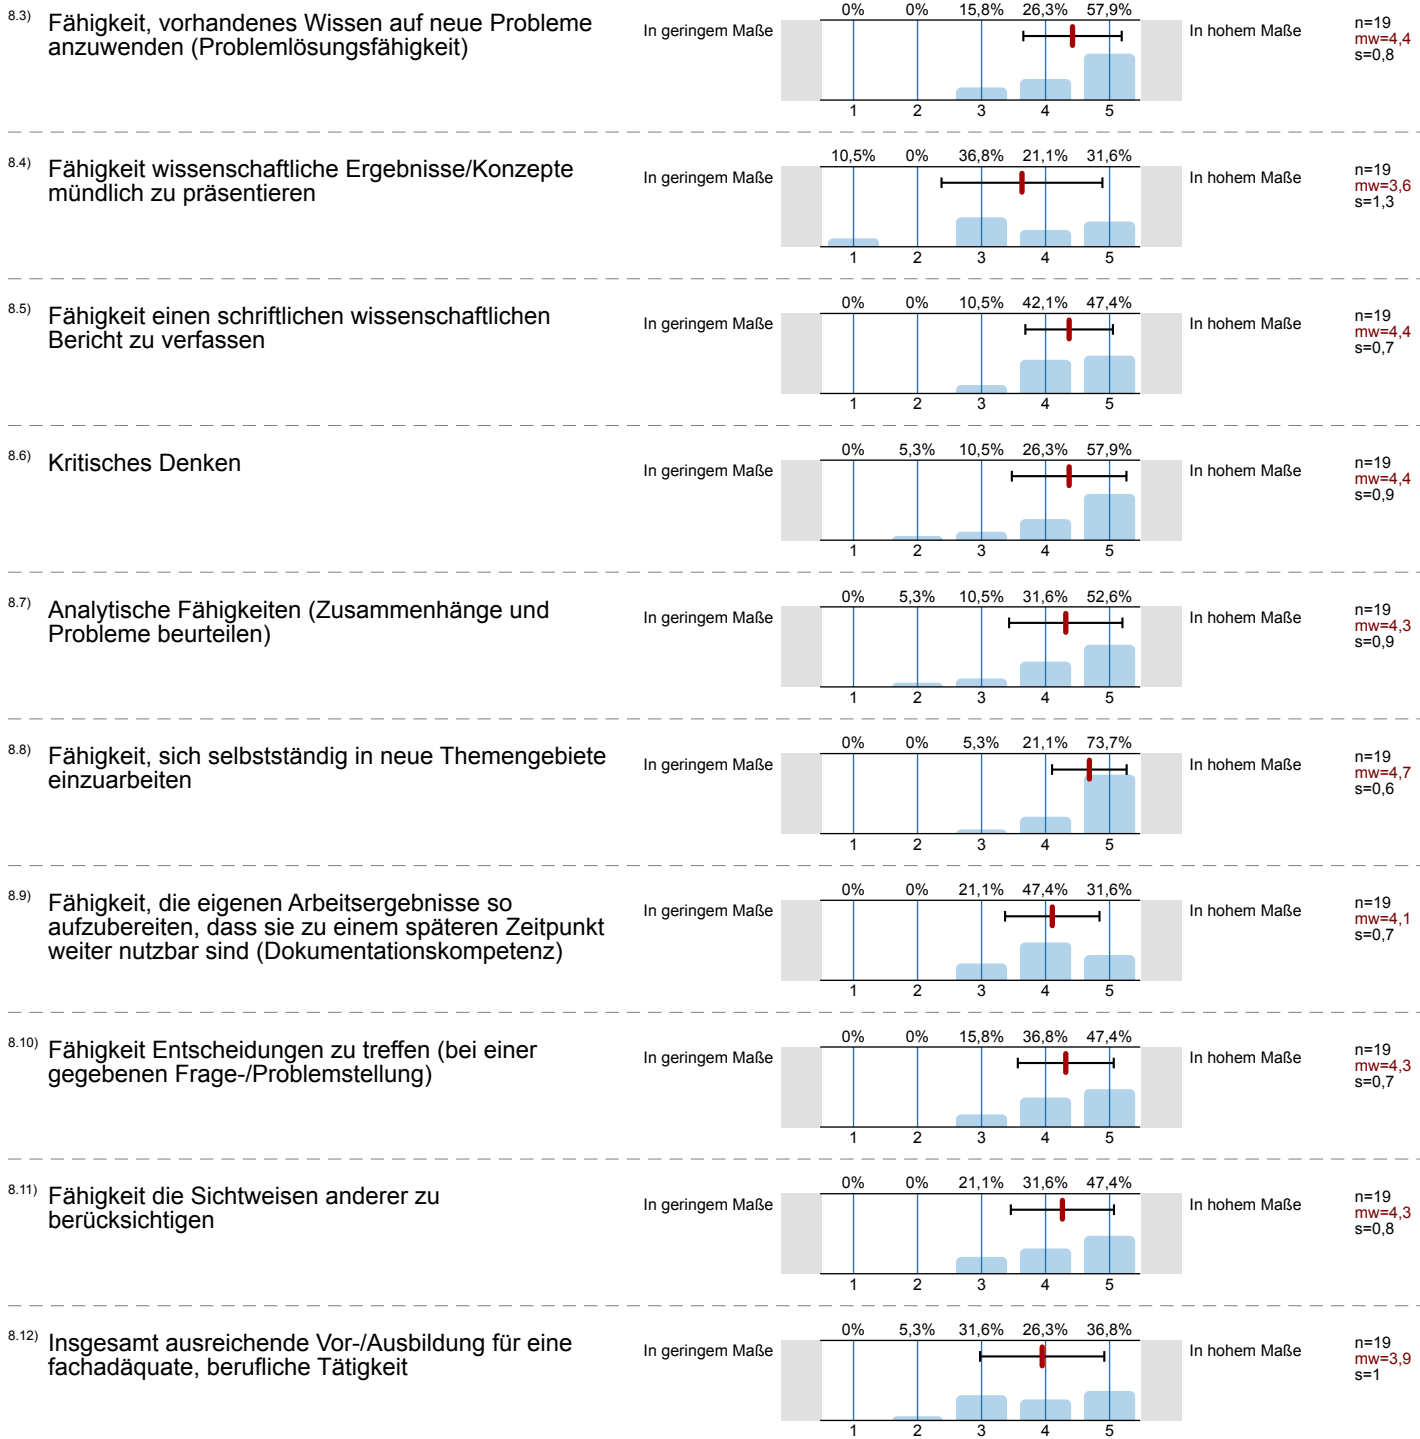 8.3) Fähigkeit, vorhandenes Wissen auf neue Probleme
anzuwenden (Problemlösungsfähigkeit)
In geringem Maße
0% 0% 15,8% 26,3% 57,9%
1 2 3 4 5
In hohem Maße
n=19
mw=4,4
s=0,8
8.4) Fähigkeit wissenschaftliche Ergebnisse/Konzepte
mündlich zu präsentieren
In geringem Maße
10,5% 0% 36,8% 21,1% 31,6%
1 2 3 4 5
In hohem Maße
n=19
mw=3,6
s=1,3
8.5) Fähigkeit einen schriftlichen wissenschaftlichen
Bericht zu verfassen
In geringem Maße
0% 0% 10,5% 42,1% 47,4%
1 2 3 4 5
In hohem Maße
n=19
mw=4,4
s=0,7
8.6) Kritisches Denken
In geringem Maße
0% 5,3% 10,5% 26,3% 57,9%
1 2 3 4 5
In hohem Maße
n=19
mw=4,4
s=0,9
8.7) Analytische Fähigkeiten (Zusammenhänge und
Probleme beurteilen)
In geringem Maße
0% 5,3% 10,5% 31,6% 52,6%
1 2 3 4 5
In hohem Maße
n=19
mw=4,3
s=0,9
8.8) Fähigkeit, sich selbstständig in neue Themengebiete
einzuarbeiten
In geringem Maße
0% 0% 5,3% 21,1% 73,7%
1 2 3 4 5
In hohem Maße
n=19
mw=4,7
s=0,6
8.9) Fähigkeit, die eigenen Arbeitsergebnisse so
aufzubereiten, dass sie zu einem späteren Zeitpunkt
weiter nutzbar sind (Dokumentationskompetenz)
In geringem Maße
0% 0% 21,1% 47,4% 31,6%
1 2 3 4 5
In hohem Maße
n=19
mw=4,1
s=0,7
8.10) Fähigkeit Entscheidungen zu treffen (bei einer
gegebenen Frage-/Problemstellung)
In geringem Maße
0% 0% 15,8% 36,8% 47,4%
1 2 3 4 5
In hohem Maße
n=19
mw=4,3
s=0,7
8.11) Fähigkeit die Sichtweisen anderer zu
berücksichtigen
In geringem Maße
0% 0% 21,1% 31,6% 47,4%
1 2 3 4 5
In hohem Maße
n=19
mw=4,3
s=0,8
8.12) Insgesamt ausreichende Vor-/Ausbildung für eine
fachadäquate, berufliche Tätigkeit
In geringem Maße
0% 5,3% 31,6% 26,3% 36,8%
1 2 3 4 5
In hohem Maße
n=19
mw=3,9
s=1